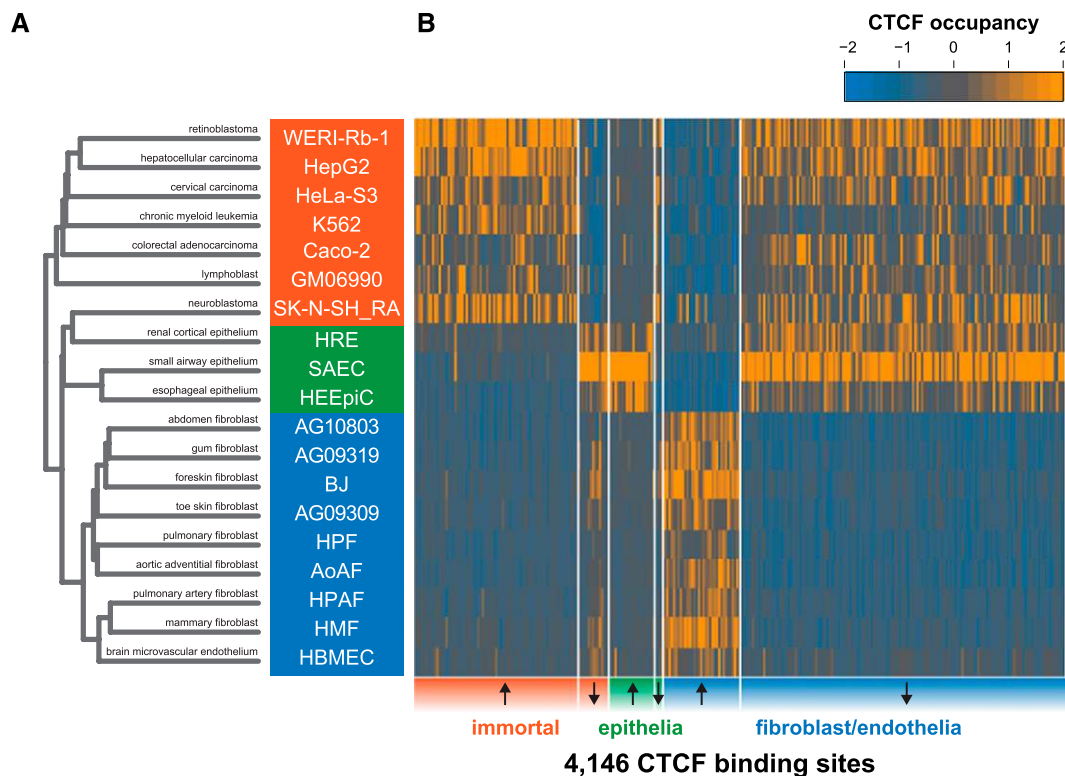 A
B
CTCF occupancy
−2 −1 0 1 2
retinoblastoma WERI-Rb-1
hepatocellular carcinoma HepG2
cervical carcinoma HeLa-S3
chronic myeloid leukemia K562
colorectal adenocarcinoma Caco-2
lymphoblast GM06990
neuroblastoma SK-N-SH_RA
renal cortical epithelium HRE
small airway epithelium SAEC
esophageal epithelium HEEpiC
abdomen fibroblast AG10803
gum fibroblast AG09319
foreskin fibroblast BJ
toe skin fibroblast AG09309
pulmonary fibroblast HPF
aortic adventitial fibroblast AoAF
pulmonary artery fibroblast HPAF
mammary fibroblast HMF
brain microvascular endothelium HBMEC
immortal epithelia fibroblast/endothelia
4,146 CTCF binding sites